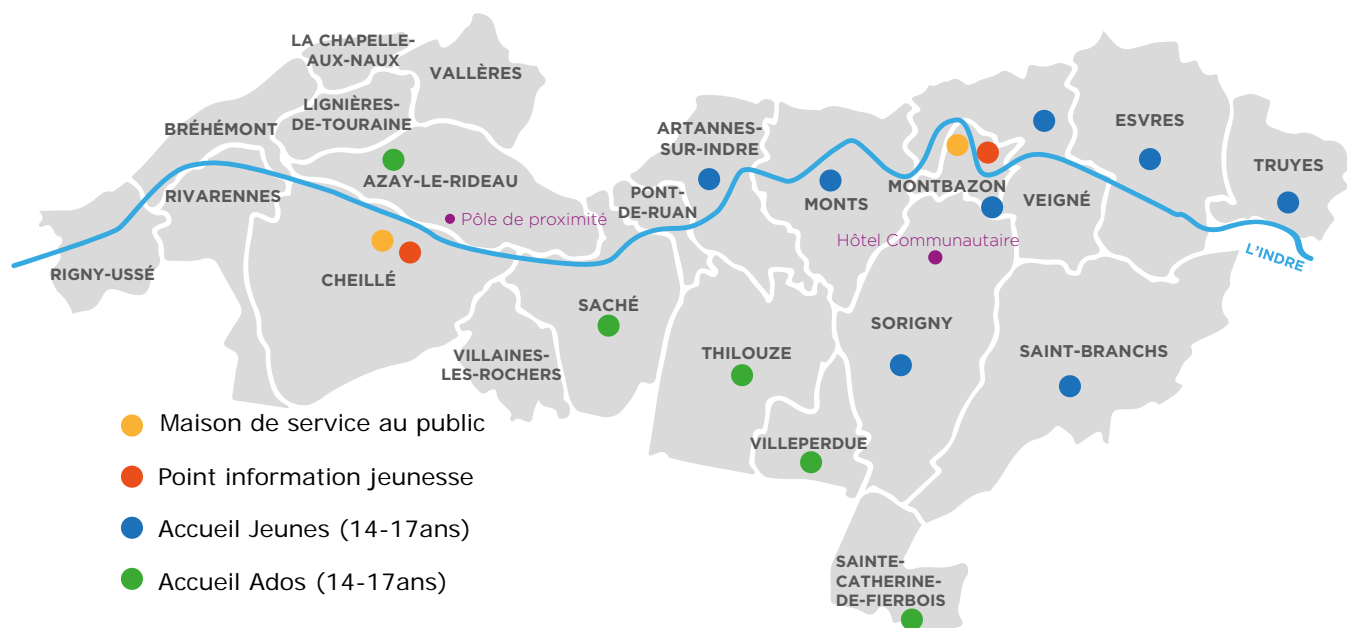 LA CHAPELLE-
AUX-NAUX
VALLÈRES
LIGNIÈRES-
DE-TOURAINE
BRÉHÉMONT
ARTANNES-
SUR-INDRE
ESVRES
TRUYES
AZAY-LE-RIDEAU
RIVARENNES
PONT-
DE-RUAN
MONTS
MONTBAZON
VEIGNÉ
Pôle de proximité
Hôtel Communautaire
L'INDRE
RIGNY-USSÉ
CHEILLÉ
SACHÉ
SORIGNY
THILOUZE
SAINT-BRANCHS
VILLAINES-
LES-ROCHERS
VILLEPERDUE
SAINTE-
CATHERINE-
DE-FIERBOIS
Maison de service au public
Point information jeunesse
Accueil Jeunes (14-17ans)
Accueil Ados (14-17ans)